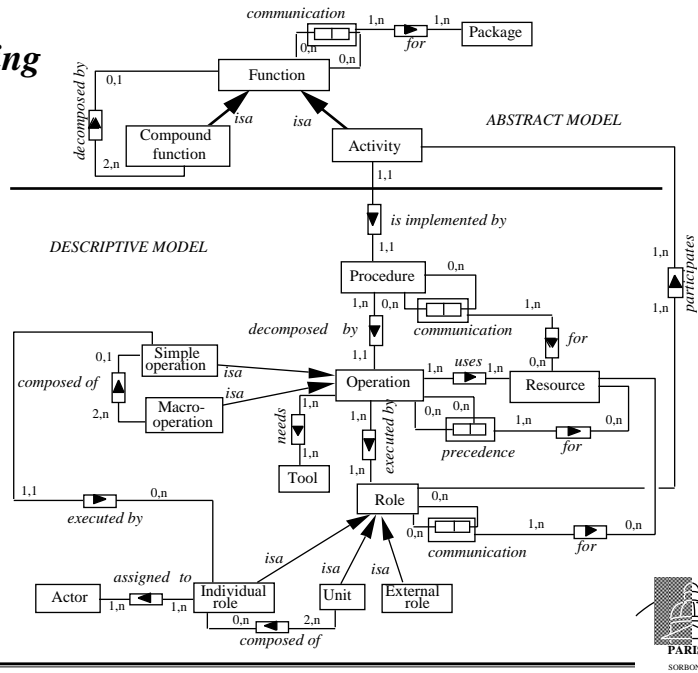 communication
1,n
1,n
Package
for
0,n
0,n
ing
0,1
Function
decomposed by
isa
isa
ABSTRACT MODEL
Compound
function
Activity
2,n
1,1
is implemented by
DESCRIPTIVE MODEL
1,1
1,n
participates
1,n
Procedure
0,n
1,n
0,n
1,n
communication
decomposed by
for
1,1
0,n
0,1
Simple
operation
isa
composed of
isa
Operation
1,n
uses
1,n
Resource
2,n
Macro-
operation
needs
1,n
1,n
executed by
0,n
0,n
1,n
0,n
precedence
for
1,n
1,n
Tool
Role
0,n
1,1
0,n
executed by
0,n
1,n
0,n
communication
for
isa
isa
isa
assigned to
Actor
1,n
1,n
Individual
role
Unit
External
role
0,n
2,n
composed of
PARIS
SORBON